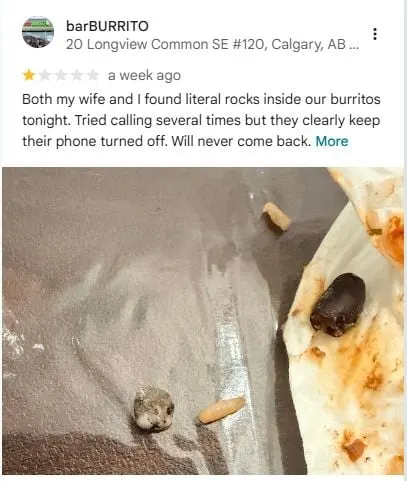 barBURRITO
20 Longview Common SE #120, Calgary, AB ...
a week ago
Both my wife and I found literal rocks inside our burritos
tonight. Tried calling several times but they clearly keep
their phone turned off. Will never come back. More